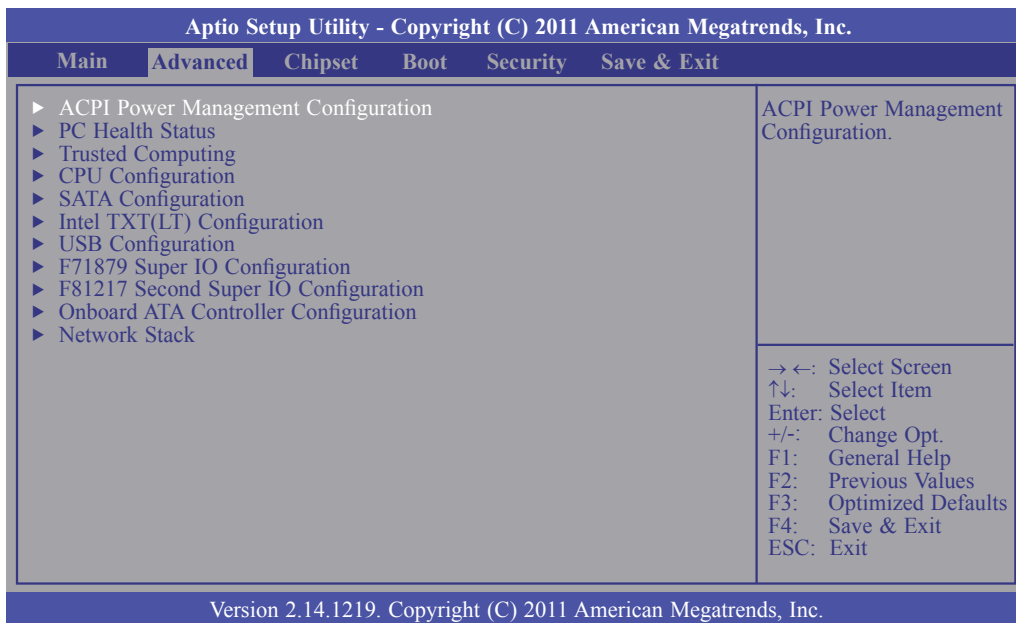 Aptio Setup Utility - Copyright (C) 2011 American Megatrends, Inc.
Main Advanced Chipset Boot Security Save & Exit
► ACPI Power Management Configuration
► PC Health Status
► Trusted Computing
► CPU Configuration
► SATA Configuration
► Intel TXT(LT) Configuration
► USB Configuration
► F71879 Super IO Configuration
► F81217 Second Super IO Configuration
► Onboard ATA Controller Configuration
► Network Stack
ACPI Power Management
Configuration.
→ ←: Select Screen
↑↓: Select Item
Enter: Select
+/-: Change Opt.
F1: General Help
F2: Previous Values
F3: Optimized Defaults
F4: Save & Exit
ESC: Exit
Version 2.14.1219. Copyright (C) 2011 American Megatrends, Inc.